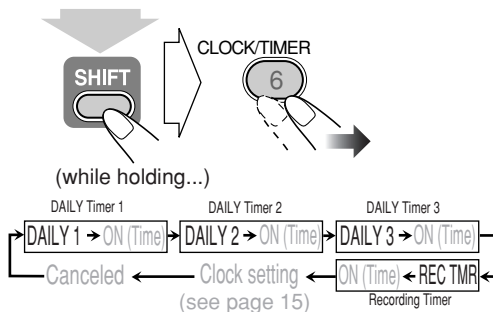 CLOCK/TIMER
SHIFT
6
(while holding...)
DAILY Timer 1 DAILY Timer 2 DAILY Timer 3
DAILY 1 → ON (Time) → DAILY 2 → ON (Time) → DAILY 3 → ON (Time)
Canceled ← Clock setting ← ON (Time) ← REC TMR
(see page 15) Recording Timer